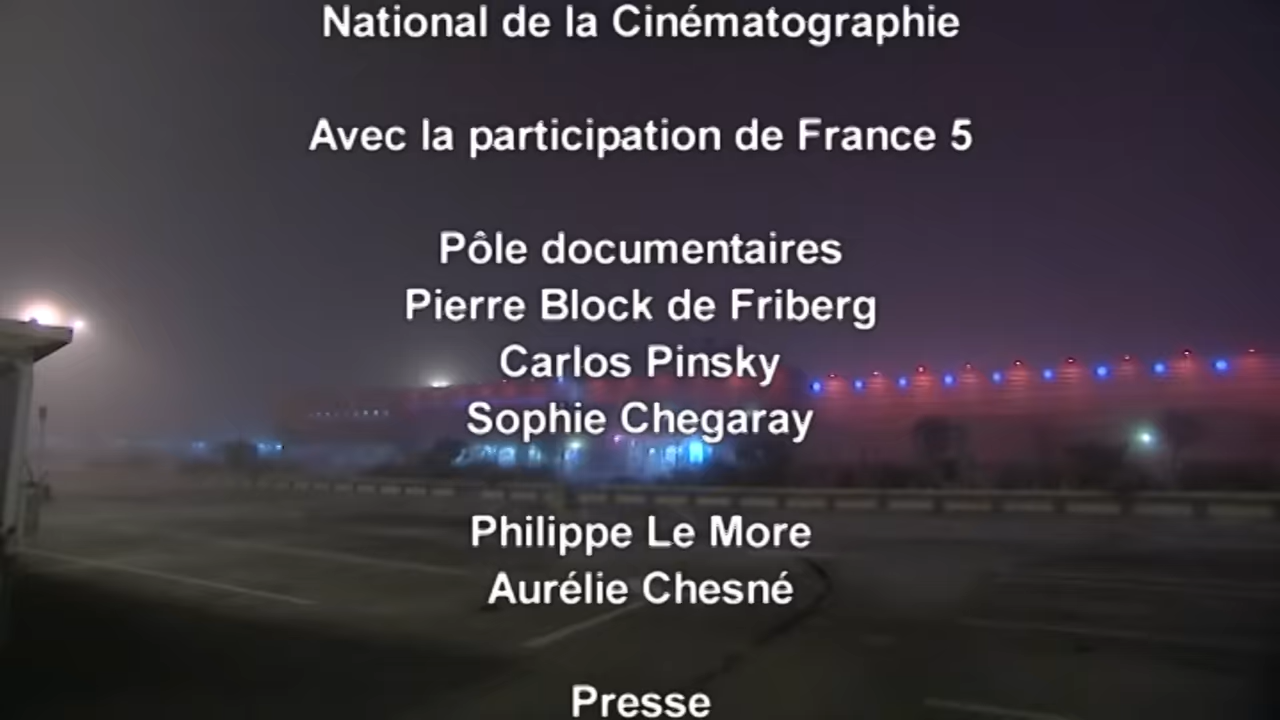 National de la Cinématographie
Avec la participation de France 5
Pôle documentaires
Pierre Block de Friberg
Carlos Pinsky
Sophie Chegaray
Philippe Le More
Aurélie Chesné
Presse